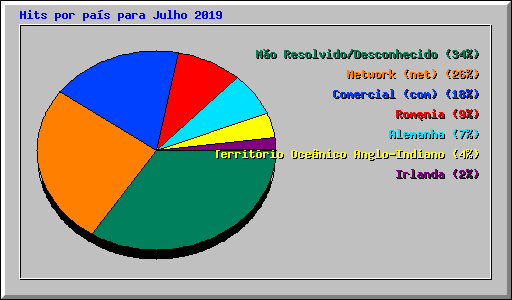 Hits por país para Julho 2019
Não Resolvido/Desconhecido (34%)
Network (net) (26%)
Comercial (com) (18%)
Romęnia (9%)
Alemanha (7%)
Território Oceânico Anglo-Indiano (4%)
Irlanda (2%)